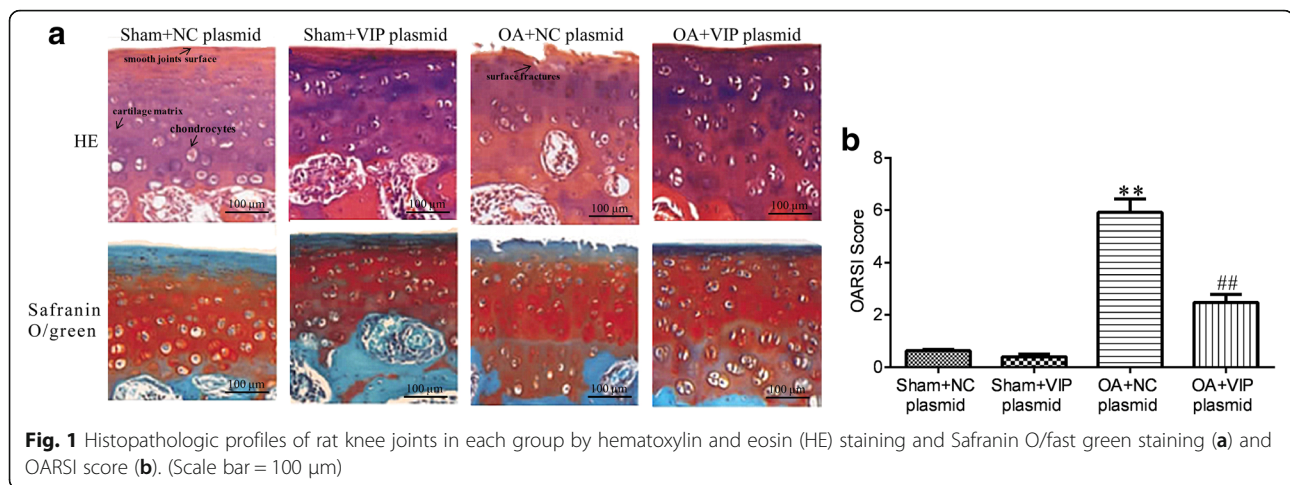 a
Sham+NC plasmid Sham+VIP plasmid OA+NC plasmid OA+VIP plasmid
smooth joints surface
surface fractures
cartilage matrix
chondrocytes
HE
100 μm 100 μm 100 μm 100 μm
Safranin
O/green
100 μm 100 μm 100 μm 100 μm
b
OARSI Score
8
6
4
2
0
**
##
Sham+NC plasmid
Sham+VIP plasmid
OA+NC plasmid
OA+VIP plasmid
Fig. 1 Histopathologic profiles of rat knee joints in each group by hematoxylin and eosin (HE) staining and Safranin O/fast green staining (a) and
OARSI score (b). (Scale bar = 100 μm)